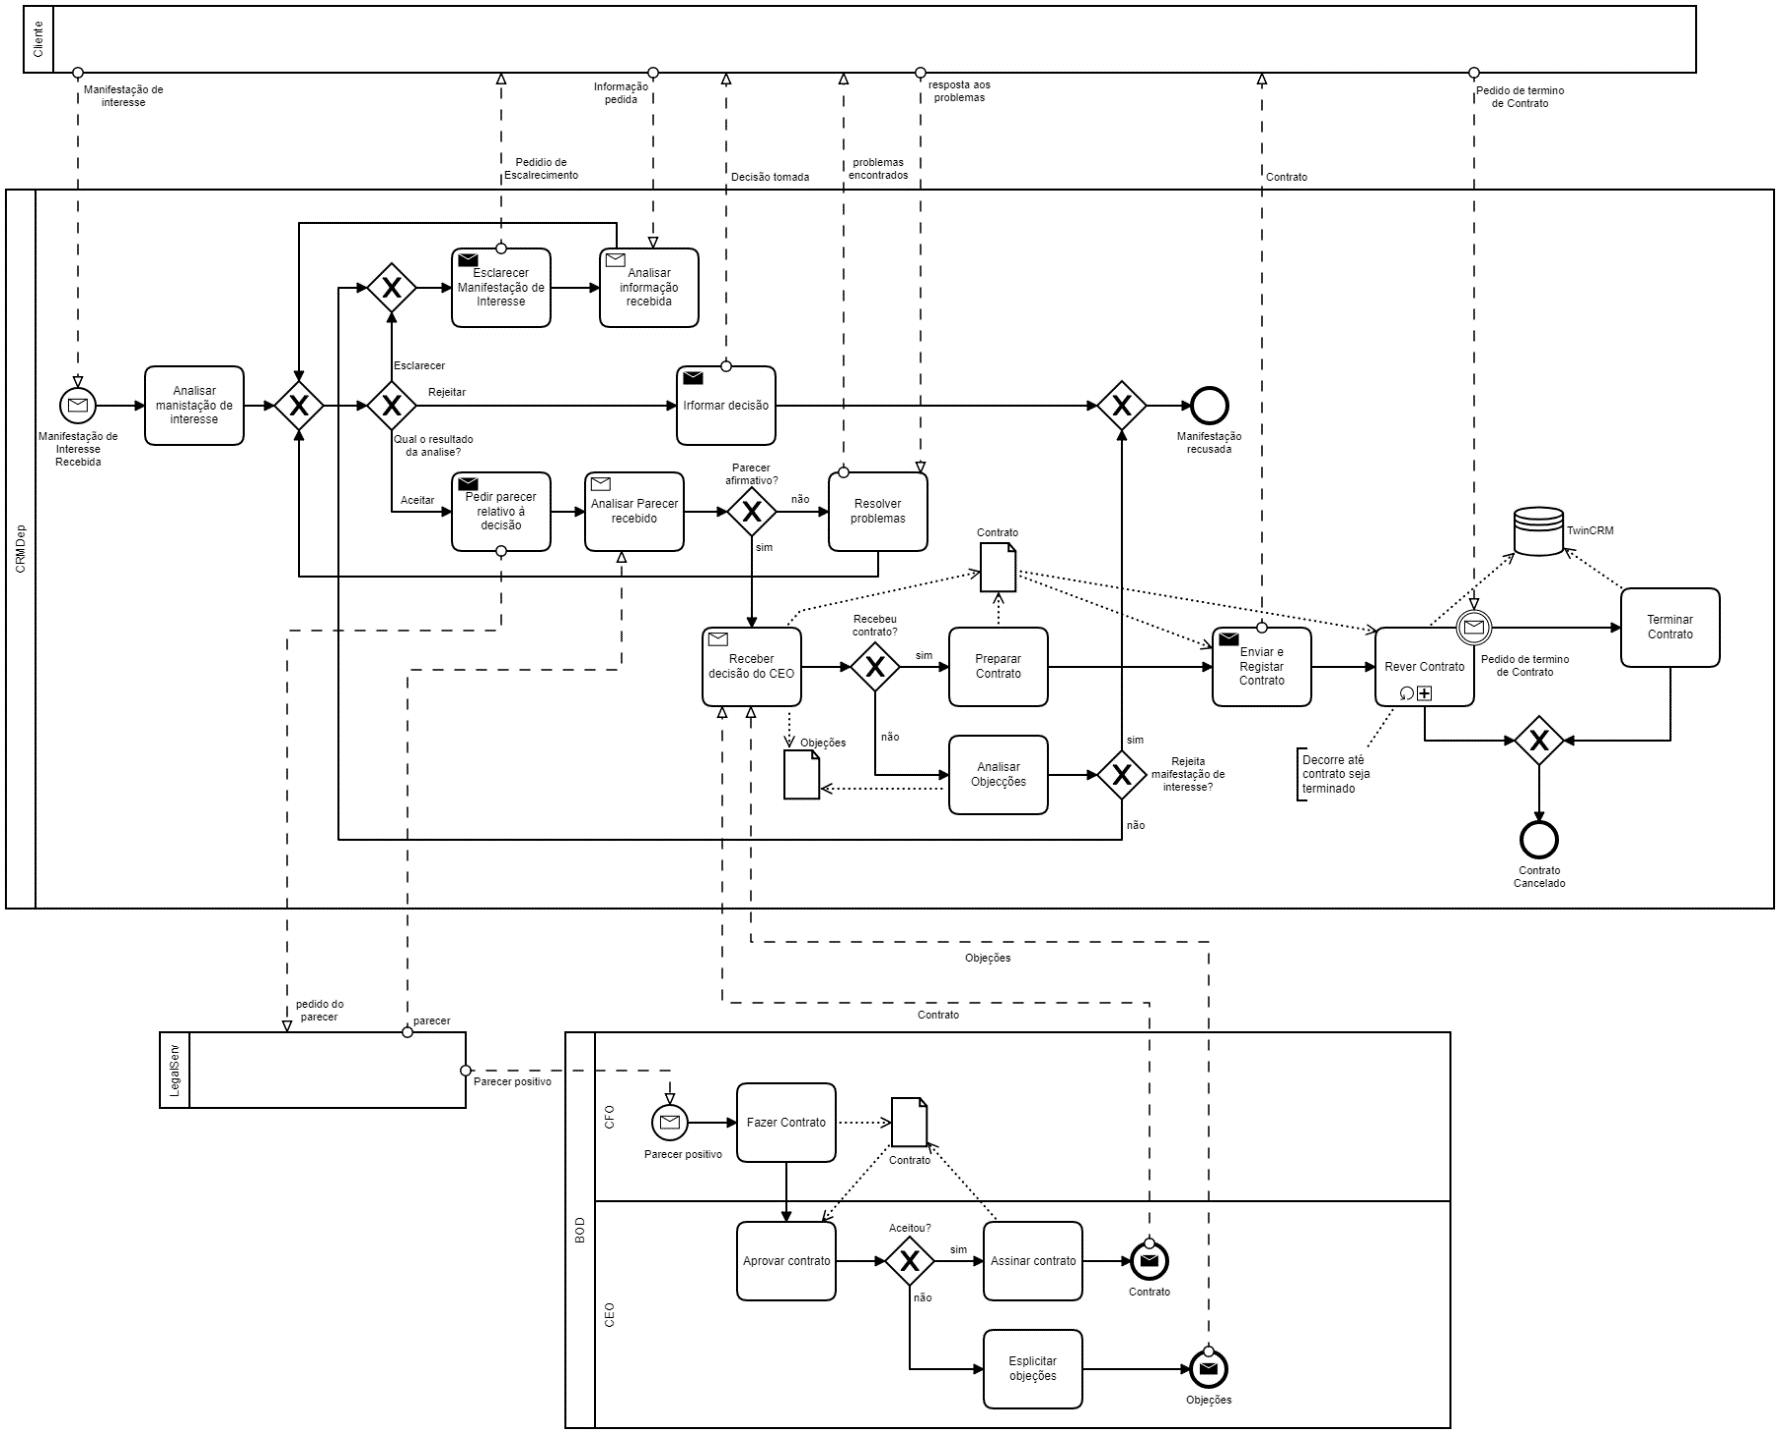 Cliente
Manifestação de
interesse
Informação
pedida
resposta aos
problemas
Pedido de termino
de Contrato
Pedidio de
Escalrecimento
Decisão tomada
problemas
encontrados
Contrato
CRMDep
Esclarecer
Manifestação de
Interesse
Analisar
informação
recebida
Esclarecer
Rejeitar
Analisar
manistação de
interesse
Irformar decisão
Manifestação de
Interesse
Recebida
Qual o resultado
da analise?
Manifestação
recusada
Aceitar
Pedir parecer
relativo á
decisão
Analisar Parecer
recebido
Parecer
afirmativo?
não
sim
Resolver
problemas
Contrato
TwinCRM
Receber
decisão do CEO
Recebeu
contrato?
sim
não
Preparar
Contrato
Enviar e
Registar
Contrato
Rever Contrato
Pedido de termino
de Contrato
Terminar
Contrato
Objeções
Analisar
Objecções
sim
Rejeita
maifestação de
interesse?
não
Decorre até
contrato seja
terminado
Contrato
Cancelado
Objeções
Contrato
pedido do
parecer
parecer
LegalServ
Parecer positivo
BOD
CFO
Parecer positivo
Fazer Contrato
Contrato
CEO
Aprovar contrato
Aceitou?
sim
não
Assinar contrato
Contrato
Esplicitar
objeções
Objeções